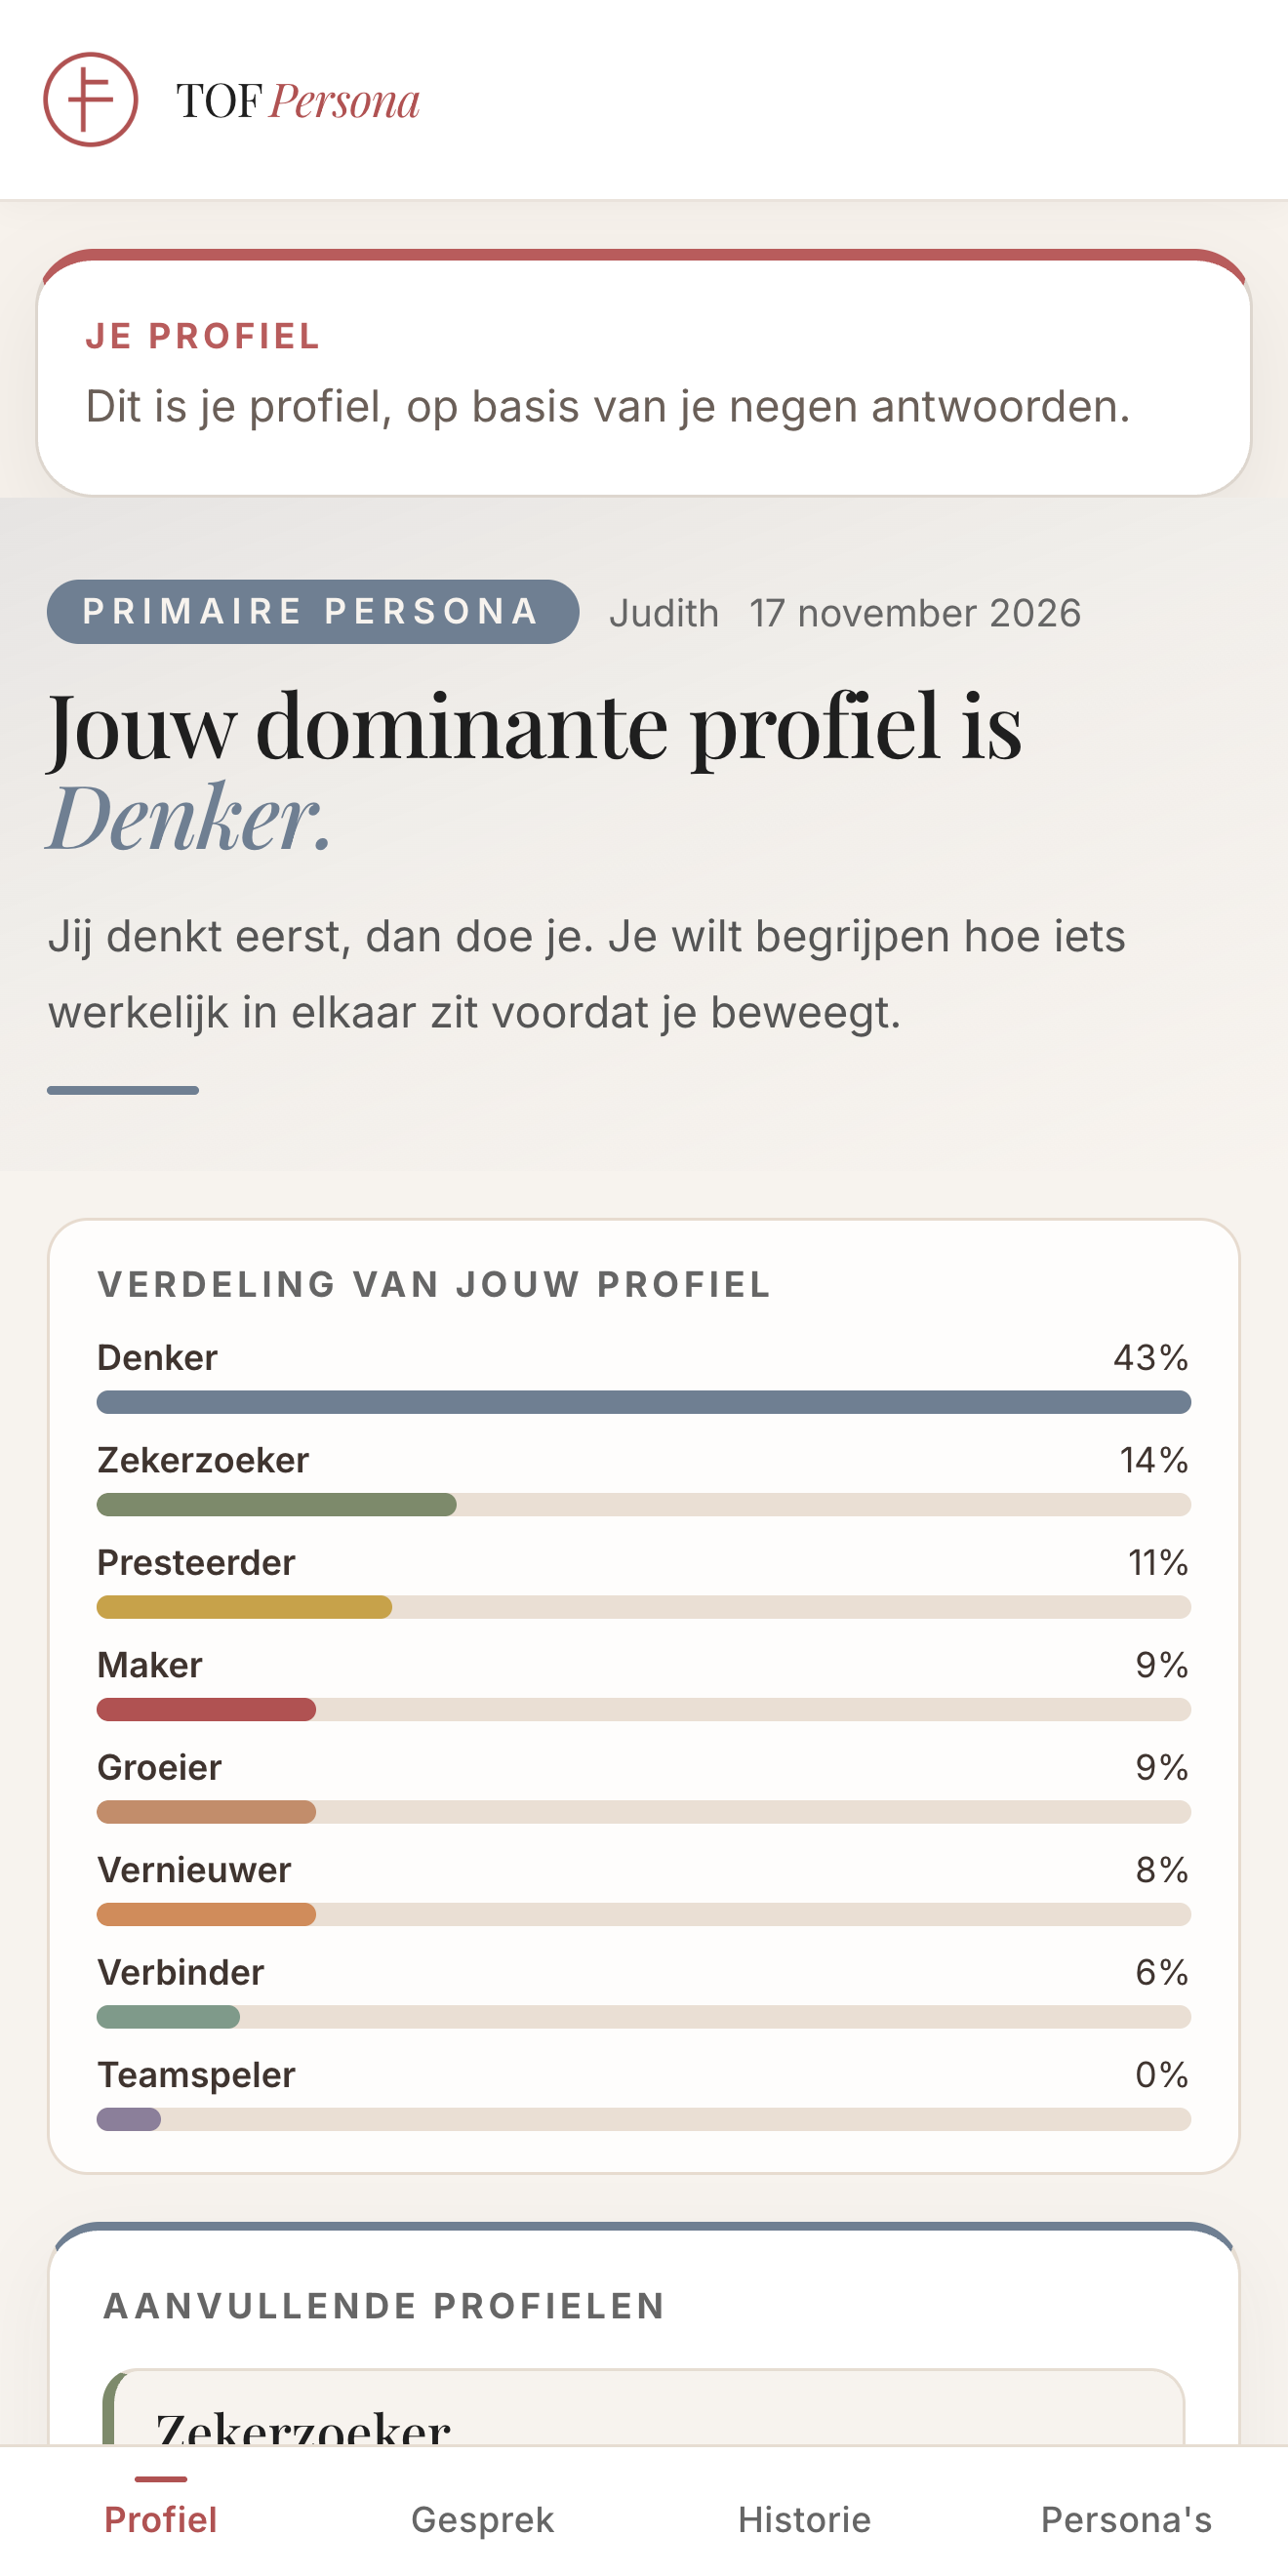 TOF Persona
JE PROFIEL
Dit is je profiel, op basis van je negen antwoorden.
PRIMAIRE PERSONA Judith 17 november 2026
Jouw dominante profiel is
Denker.
Jij denkt eerst, dan doe je. Je wilt begrijpen hoe iets
werkelijk in elkaar zit voordat je beweegt.
VERDELING VAN JOUW PROFIEL
Denker 43%
Zekerzoeker 14%
Presteerder 11%
Maker 9%
Groeier 9%
Vernieuwer 8%
Verbinder 6%
Teamspeler 0%
AANVULLENDE PROFIELEN
Zekerzoeker
Profiel Gesprek Historie Persona's